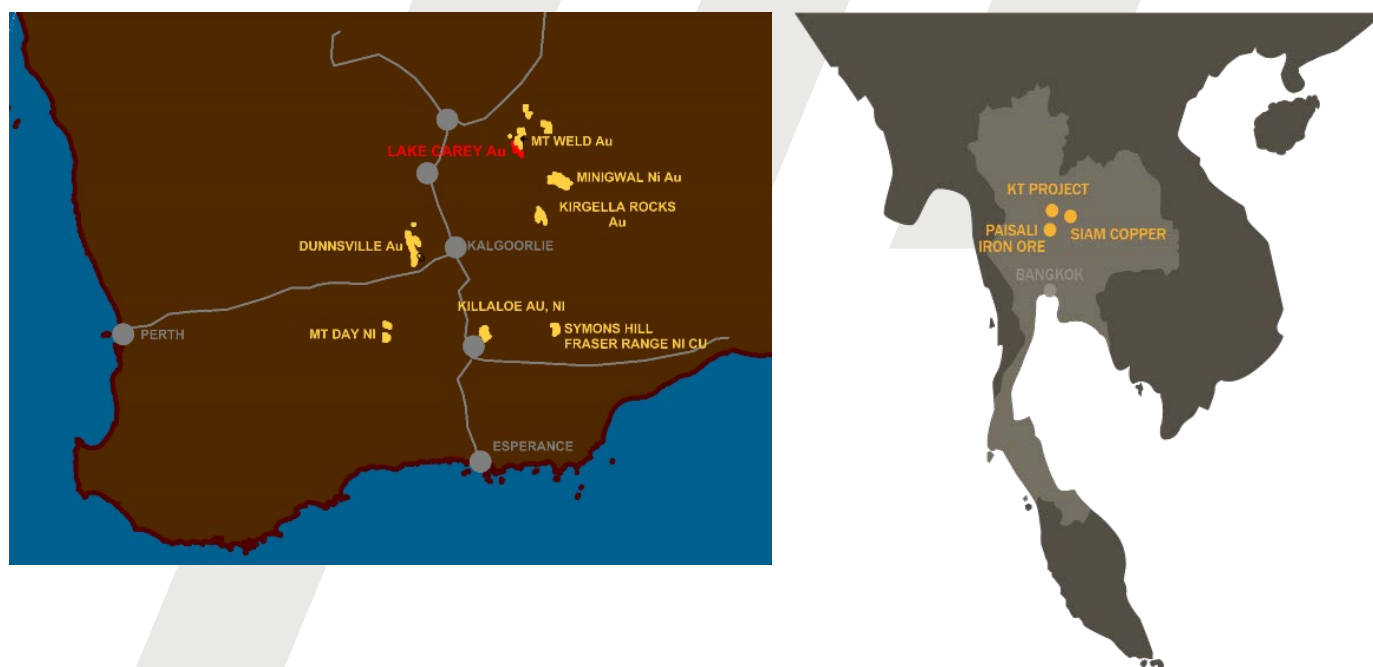 MT WELD Au
LAKE CAREY Au
MINIGWAL Ni Au
KIRGELLA ROCKS
Au
DUNNSVILLE Au
KALGOORLIE
KILLALOE AU, NI
PERTH
MT DAY NI
SYMONS HILL
FRASER RANGE NI CU
ESPERANCE
KT PROJECT
PAISALI
IRON ORE
SIAM COPPER
BANGKOK